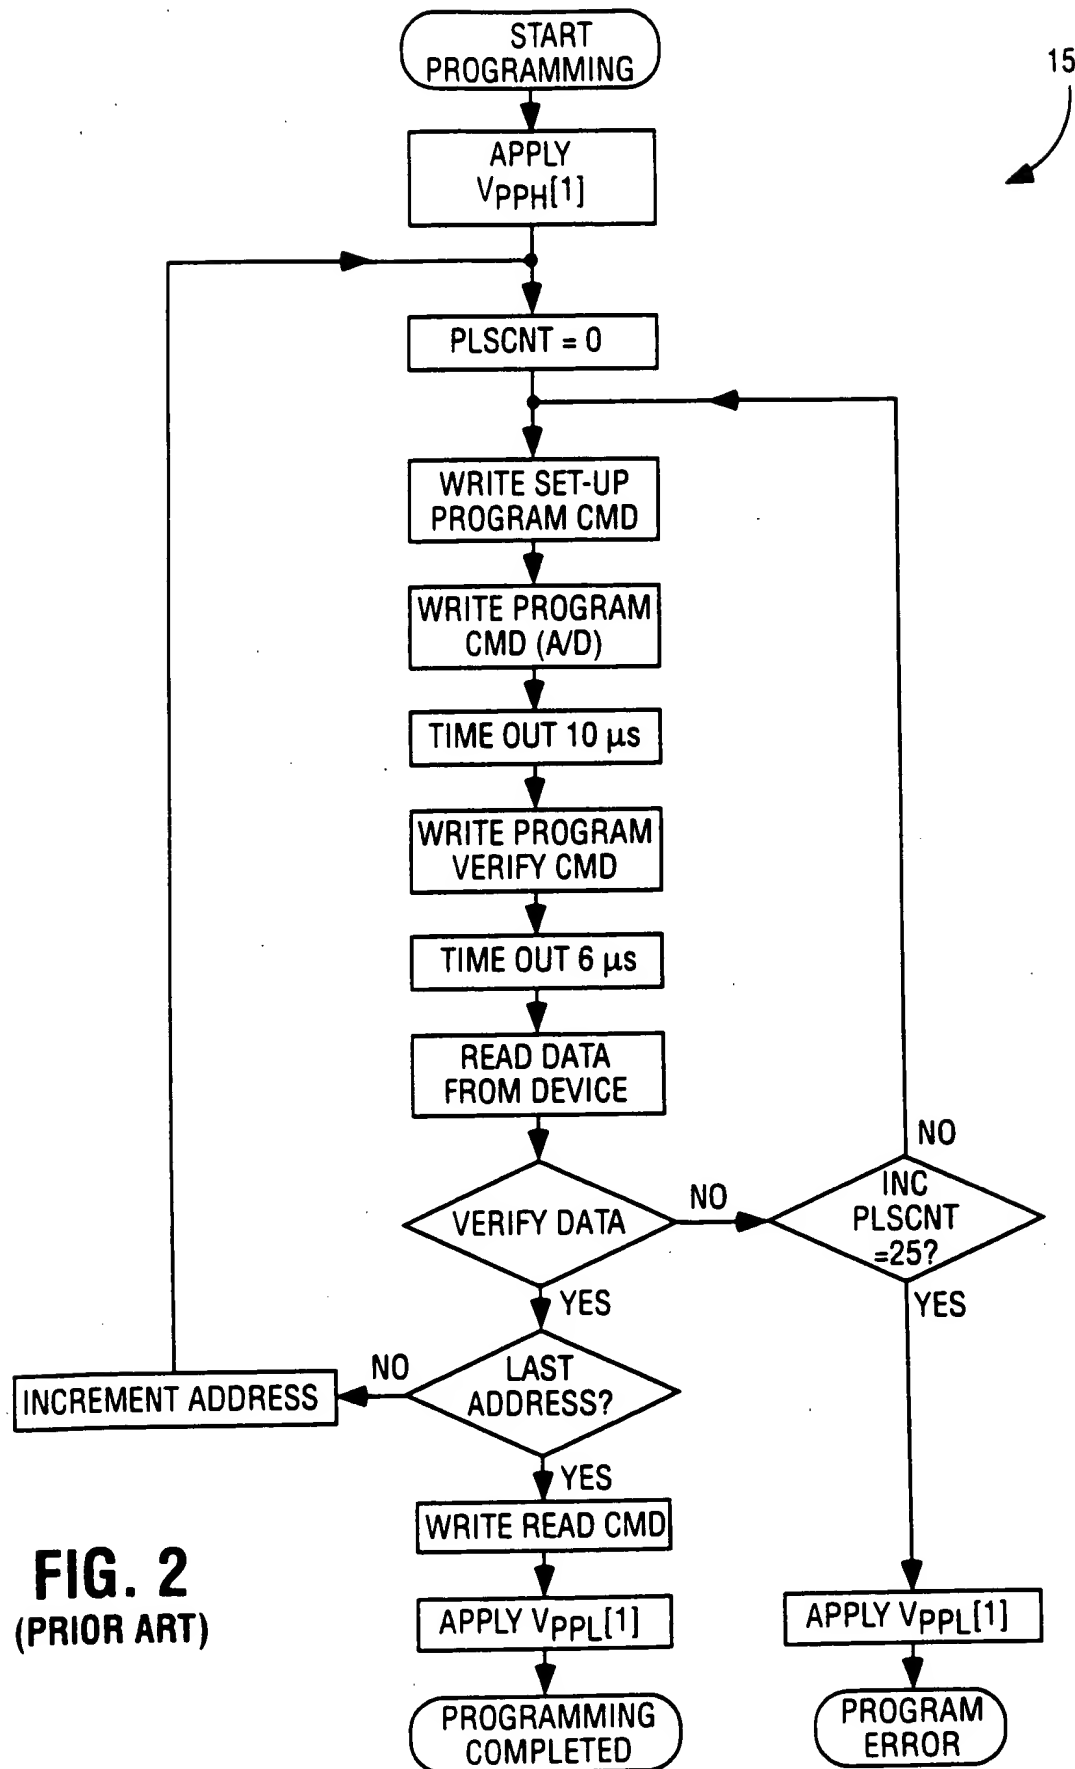 START
PROGRAMMING
15
APPLY
VPPH[1]
PLSCNT = 0
WRITE SET-UP
PROGRAM CMD
WRITE PROGRAM
CMD (A/D)
TIME OUT 10 µs
WRITE PROGRAM
VERIFY CMD
TIME OUT 6 µs
READ DATA
FROM DEVICE
NO
VERIFY DATA
NO
INC
PLSCNT
=25?
YES
YES
NO
LAST
ADDRESS?
INCREMENT ADDRESS
YES
WRITE READ CMD
FIG. 2
(PRIOR ART)
APPLY VPPL[1]
APPLY VPPL[1]
PROGRAMMING
COMPLETED
PROGRAM
ERROR